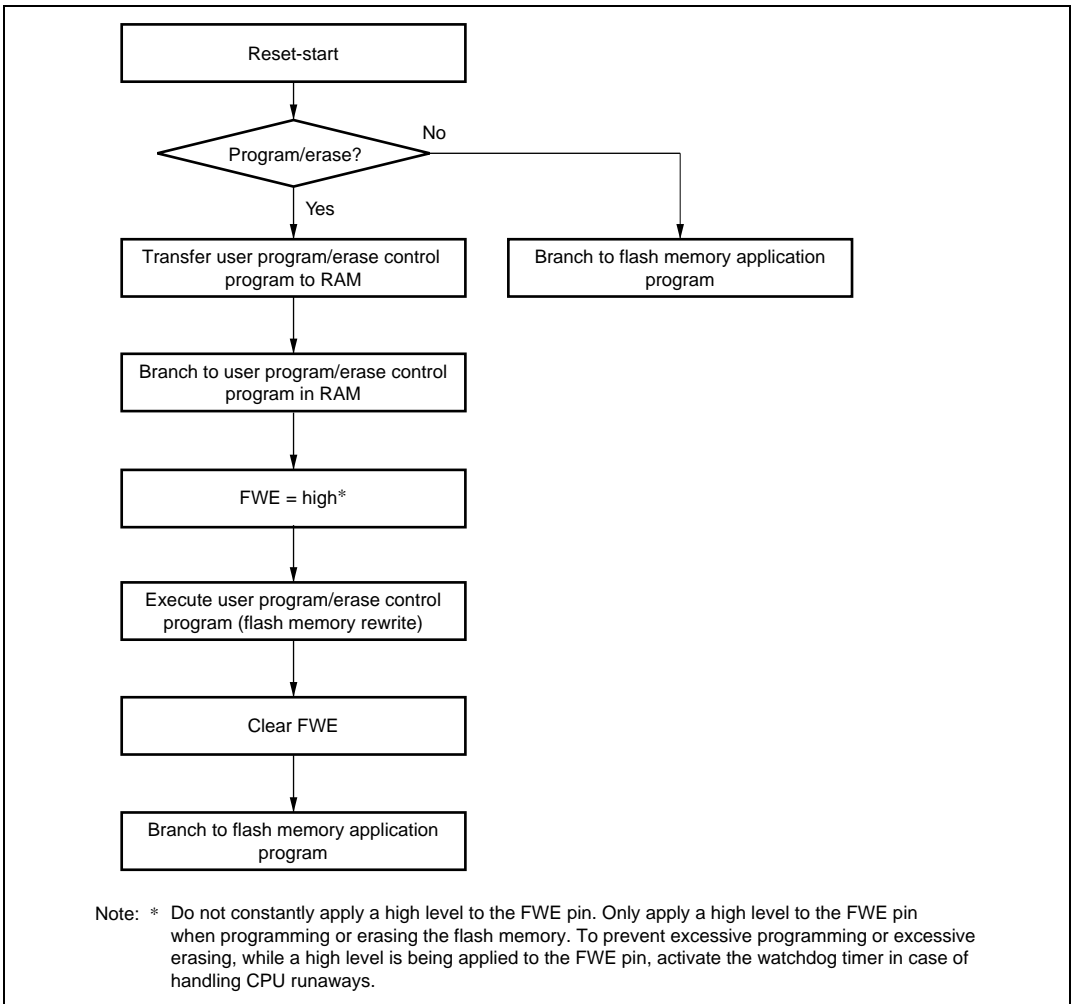 Reset-start
Program/erase?
No
Yes
Transfer user program/erase control
program to RAM
Branch to flash memory application
program
Branch to user program/erase control
program in RAM
FWE = high*
Execute user program/erase control
program (flash memory rewrite)
Clear FWE
Branch to flash memory application
program
Note: * Do not constantly apply a high level to the FWE pin. Only apply a high level to the FWE pin
when programming or erasing the flash memory. To prevent excessive programming or excessive
erasing, while a high level is being applied to the FWE pin, activate the watchdog timer in case of
handling CPU runaways.